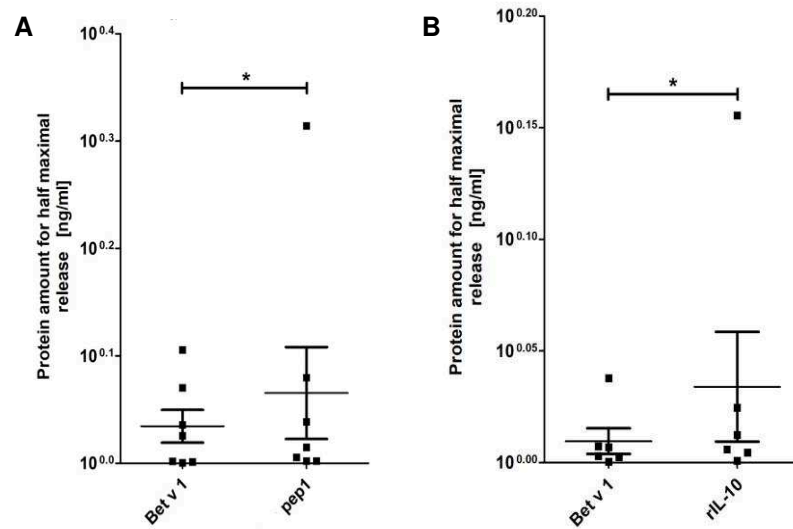 A
Protein amount for half maximal
release [ng/ml]
10^0.4
10^0.3
10^0.2
10^0.1
10^0.0
*
Bet v 1
pep1
B
Protein amount for half maximal
release [ng/ml]
10^0.20
10^0.15
10^0.10
10^0.05
10^0.00
*
Bet v 1
rIL-10